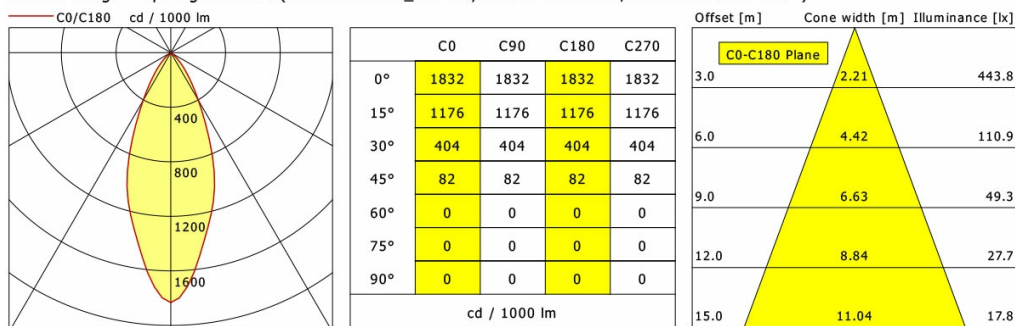 C0/C180 cd / 1000 lm
400
800
1200
1600
C0 C90 C180 C270
0° 1832 1832 1832 1832
15° 1176 1176 1176 1176
30° 404 404 404 404
45° 82 82 82 82
60° 0 0 0 0
75° 0 0 0 0
90° 0 0 0 0
cd / 1000 lm
Offset [m] Cone width [m] Illuminance [lx]
C0-C180 Plane
3.0 2.21 443.8
6.0 4.42 110.9
9.0 6.63 49.3
12.0 8.84 27.7
15.0 11.04 17.8